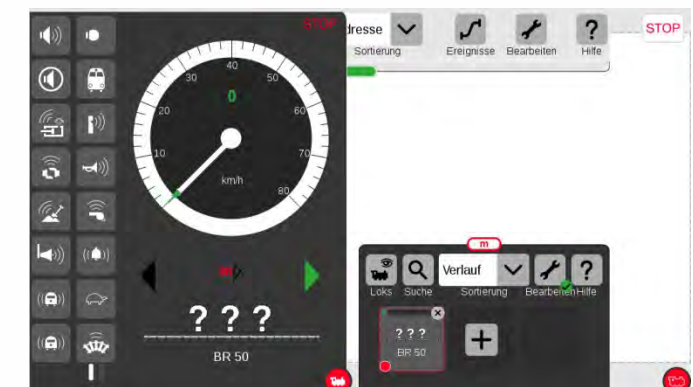 STOP
10
20
30
40
50
60
70
80
0
km/h
? ? ?
BR 50
dresse
Sortierung
Ereignisse
Bearbeiten
?
Hilfe
STOP
m
Loks
Suche
Verlauf
Sortierung
Bearbeiten
?
Hilfe
? ? ?
BR 50